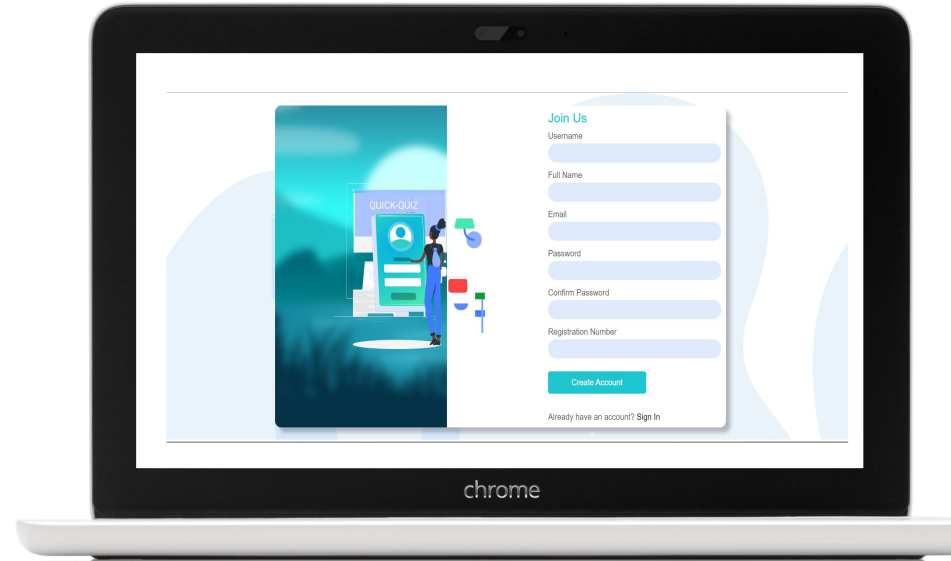 QUICK-QUIZ
Join Us
Username
Full Name
Email
Password
Confirm Password
Registration Number
Create Account
Already have an account? Sign In
chrome